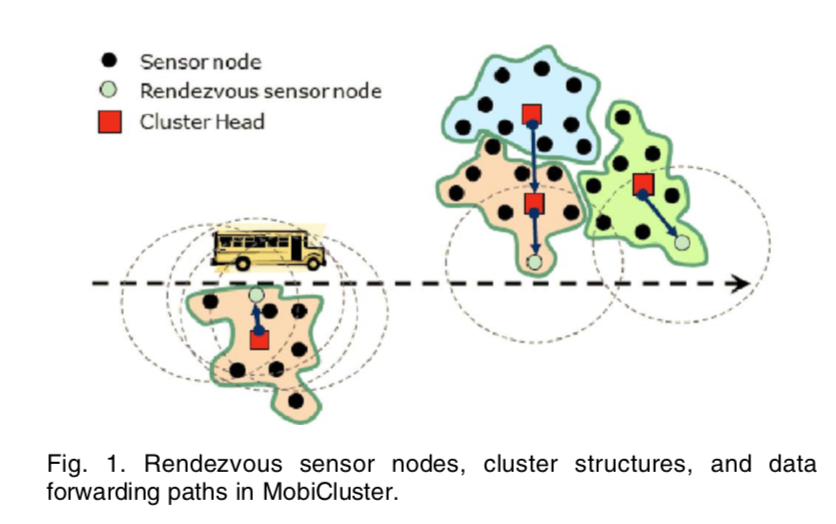 Sensor node
Rendezvous sensor node
Cluster Head
Fig. 1. Rendezvous sensor nodes, cluster structures, and data
forwarding paths in MobiCluster.